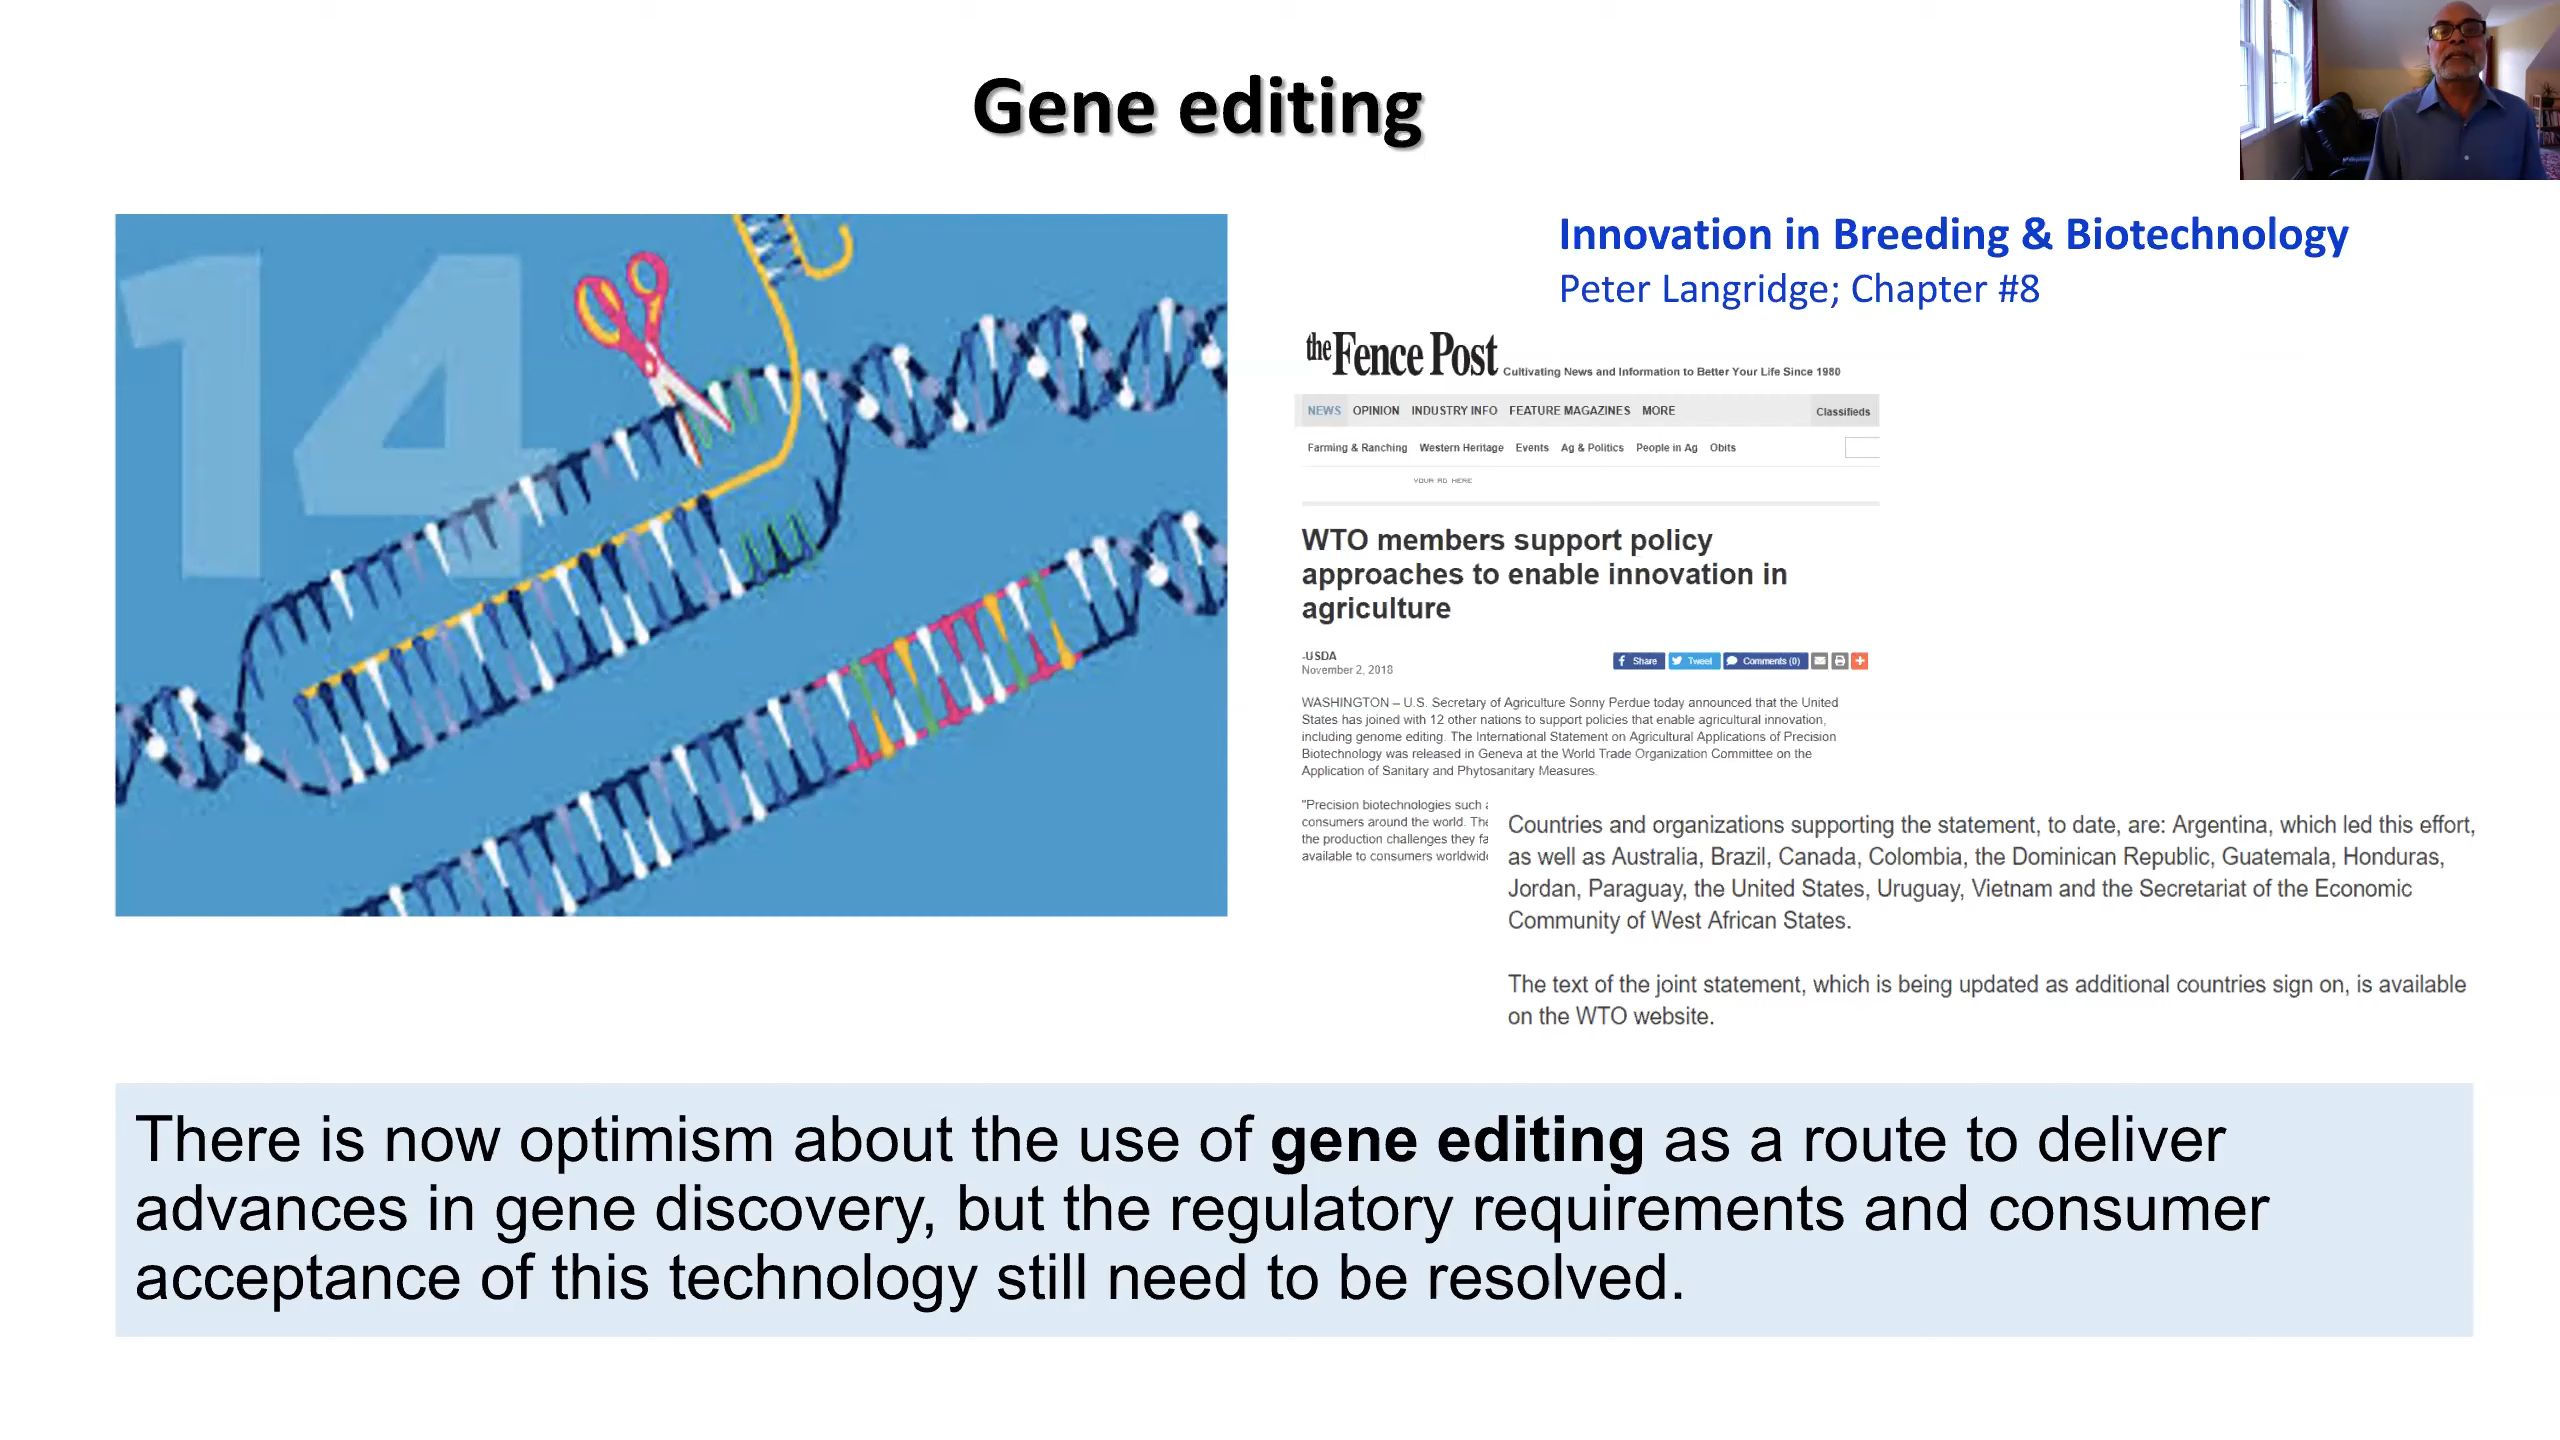 Gene editing
14
Innovation in Breeding & Biotechnology
Peter Langridge; Chapter #8
the Fence Post Cultivating News and Information to Better Your Life Since 1980
NEWS OPINION INDUSTRY INFO FEATURE MAGAZINES MORE Classifieds
Farming & Ranching Western Heritage Events Ag & Politics People in Ag Obits
YOUR AD HERE
WTO members support policy
approaches to enable innovation in
agriculture
-USDA
November 2, 2018
Share Tweet Comments (0)
WASHINGTON – U.S. Secretary of Agriculture Sonny Perdue today announced that the United
States has joined with 12 other nations to support policies that enable agricultural innovation,
including genome editing. The International Statement on Agricultural Applications of Precision
Biotechnology was released in Geneva at the World Trade Organization Committee on the
Application of Sanitary and Phytosanitary Measures.
"Precision biotechnologies such
consumers around the world.
the production challenges they
available to consumers
Countries and organizations supporting the statement, to date, are: Argentina, which led this effort,
as well as Australia, Brazil, Canada, Colombia, the Dominican Republic, Guatemala, Honduras,
Jordan, Paraguay, the United States, Uruguay, Vietnam and the Secretariat of the Economic
Community of West African States.
The text of the joint statement, which is being updated as additional countries sign on, is available
on the WTO website.
There is now optimism about the use of gene editing as a route to deliver
advances in gene discovery, but the regulatory requirements and consumer
acceptance of this technology still need to be resolved.